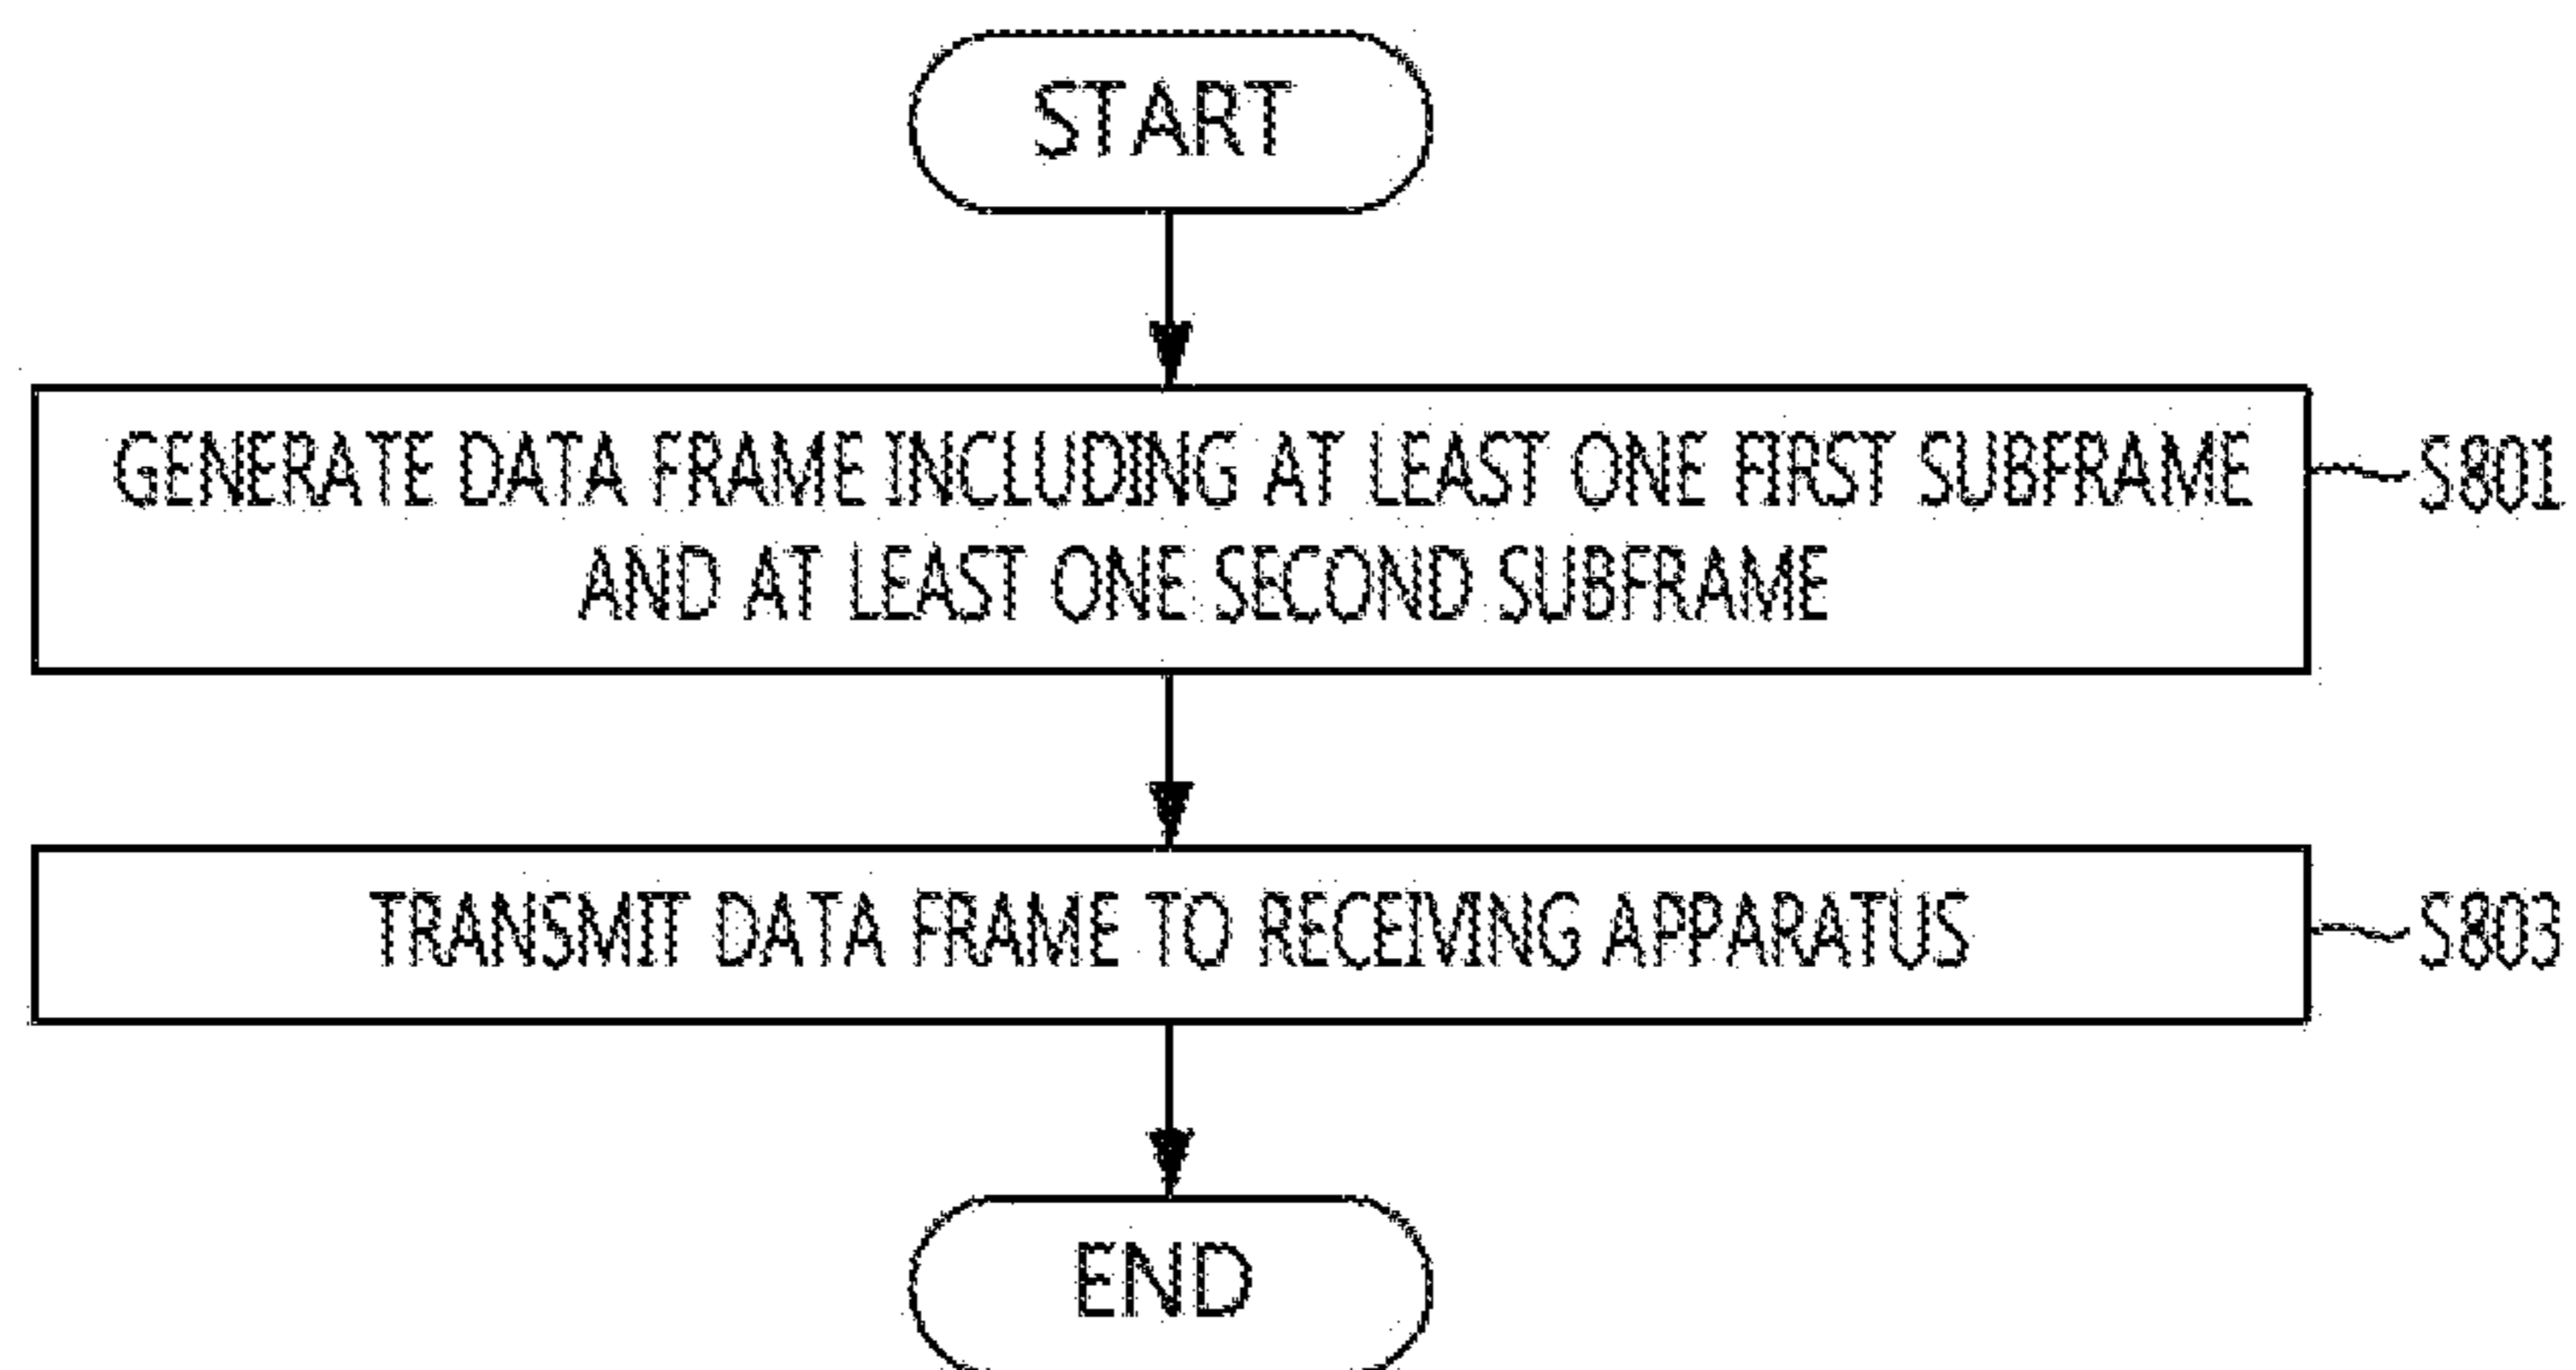 START
GENERATE DATA FRAME INCLUDING AT LEAST ONE FIRST SUBFRAME
AND AT LEAST ONE SECOND SUBFRAME
S801
TRANSMIT DATA FRAME TO RECEIVING APPARATUS
S803
END